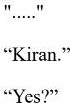 "....."
“Kiran.”
“Yes?”